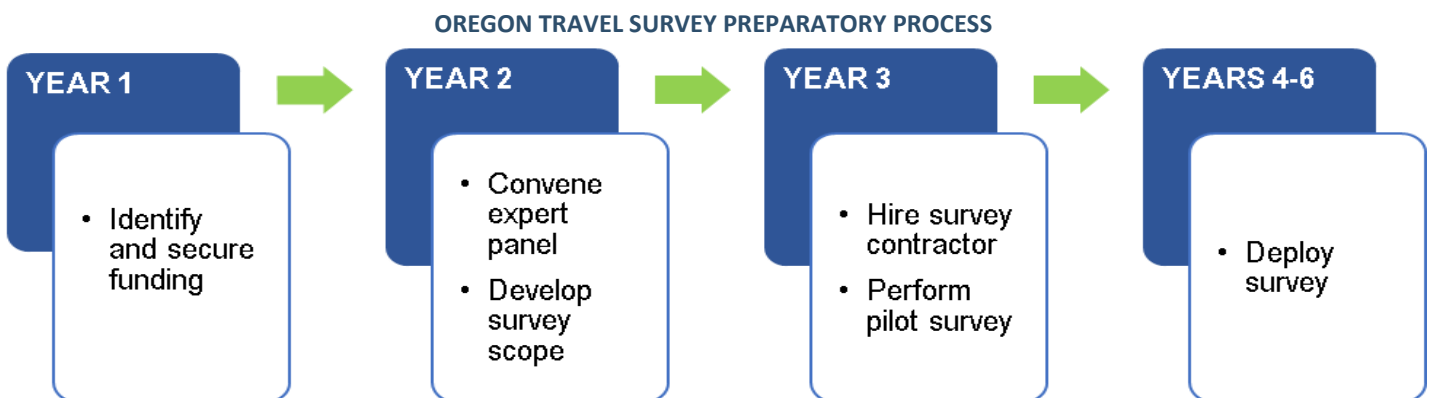 OREGON TRAVEL SURVEY PREPARATORY PROCESS
YEAR 1
• Identify
and secure
funding
YEAR 2
• Convene
expert
panel
• Develop
survey
scope
YEAR 3
• Hire survey
contractor
• Perform
pilot survey
YEARS 4-6
• Deploy
survey